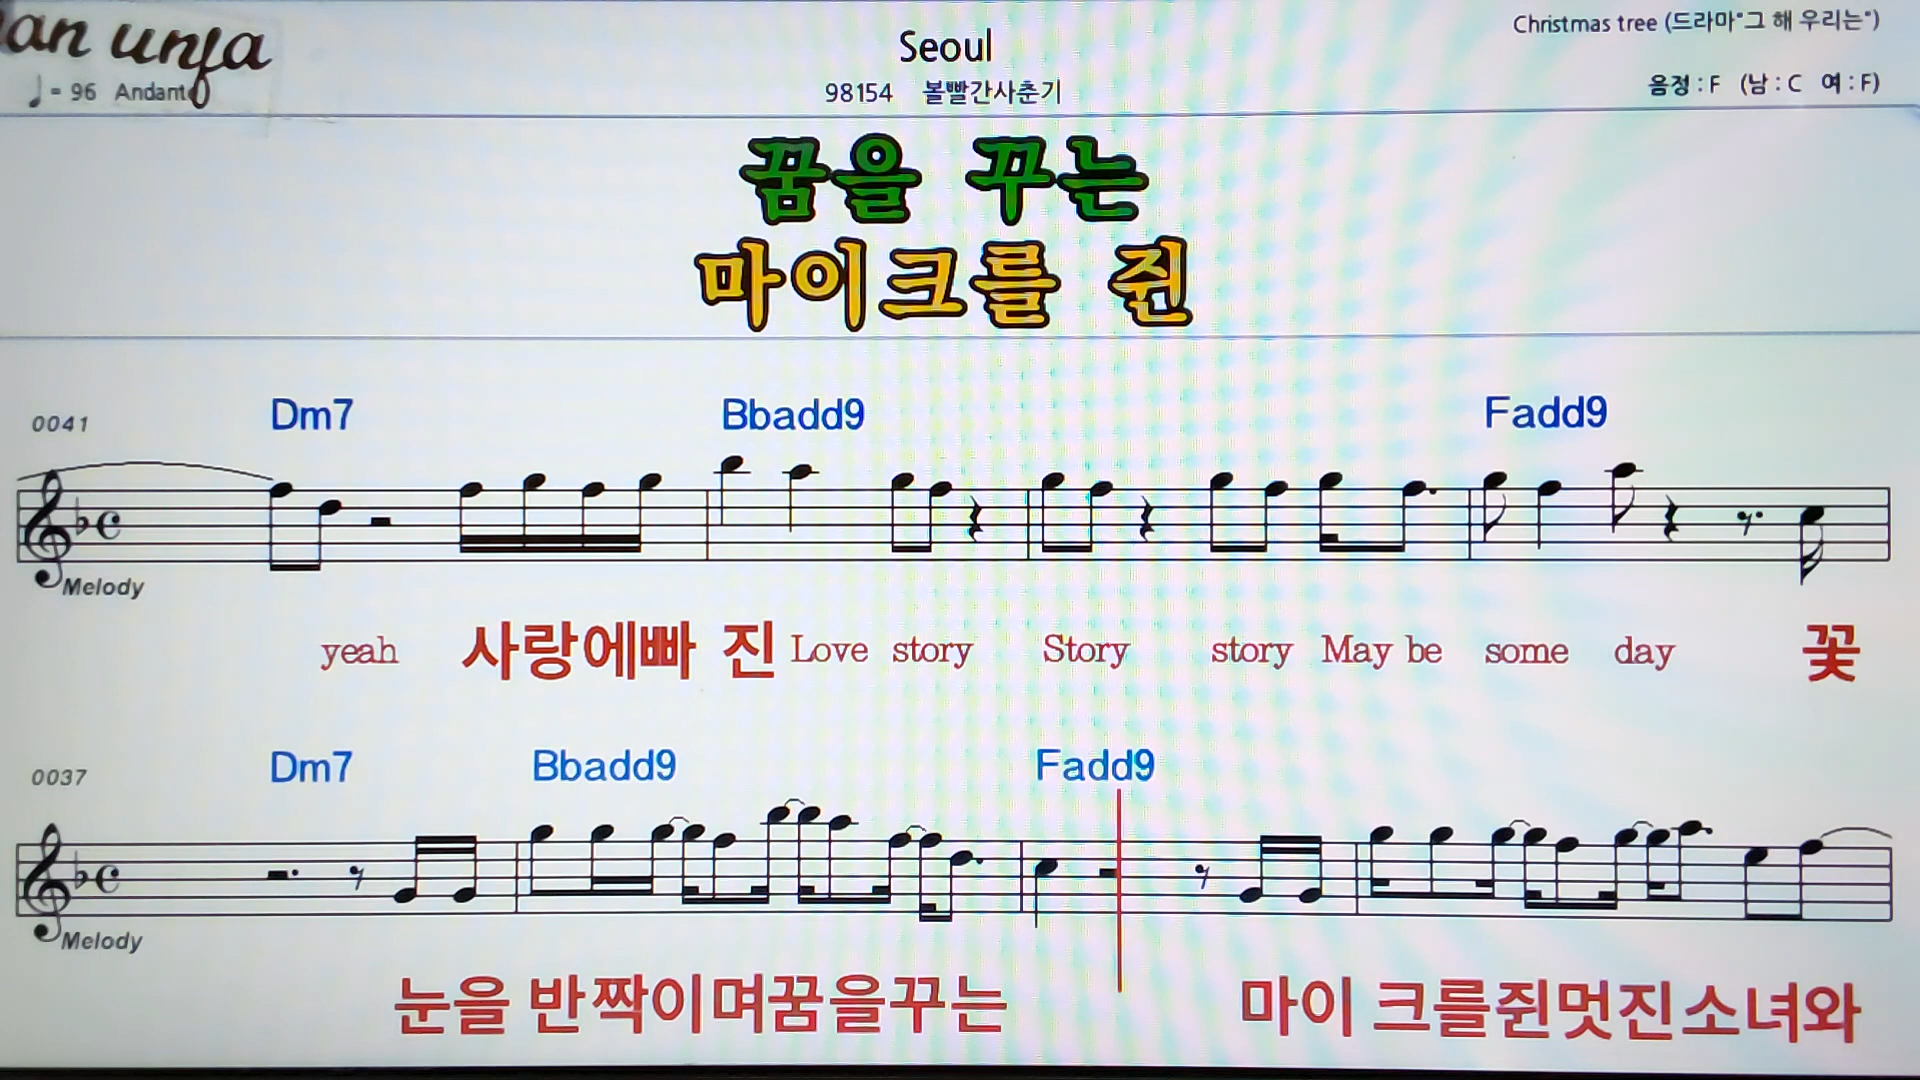 an unfa
♩= 96 Andante
Seoul
98154 볼빨간사춘기
Christmas tree (드라마"그 해 우리는")
음정 : F (남 : C 여 : F)
꿈을 꾸는
마이크를 쥔
0041 Dm7 Bbadd9 Fadd9
Melody
yeah 사랑에빠 진 Love story Story story May be some day 꽃
0037 Dm7 Bbadd9 Fadd9
Melody
눈을 반짝이며꿈을꾸는 마이 크를쥔멋진소녀와